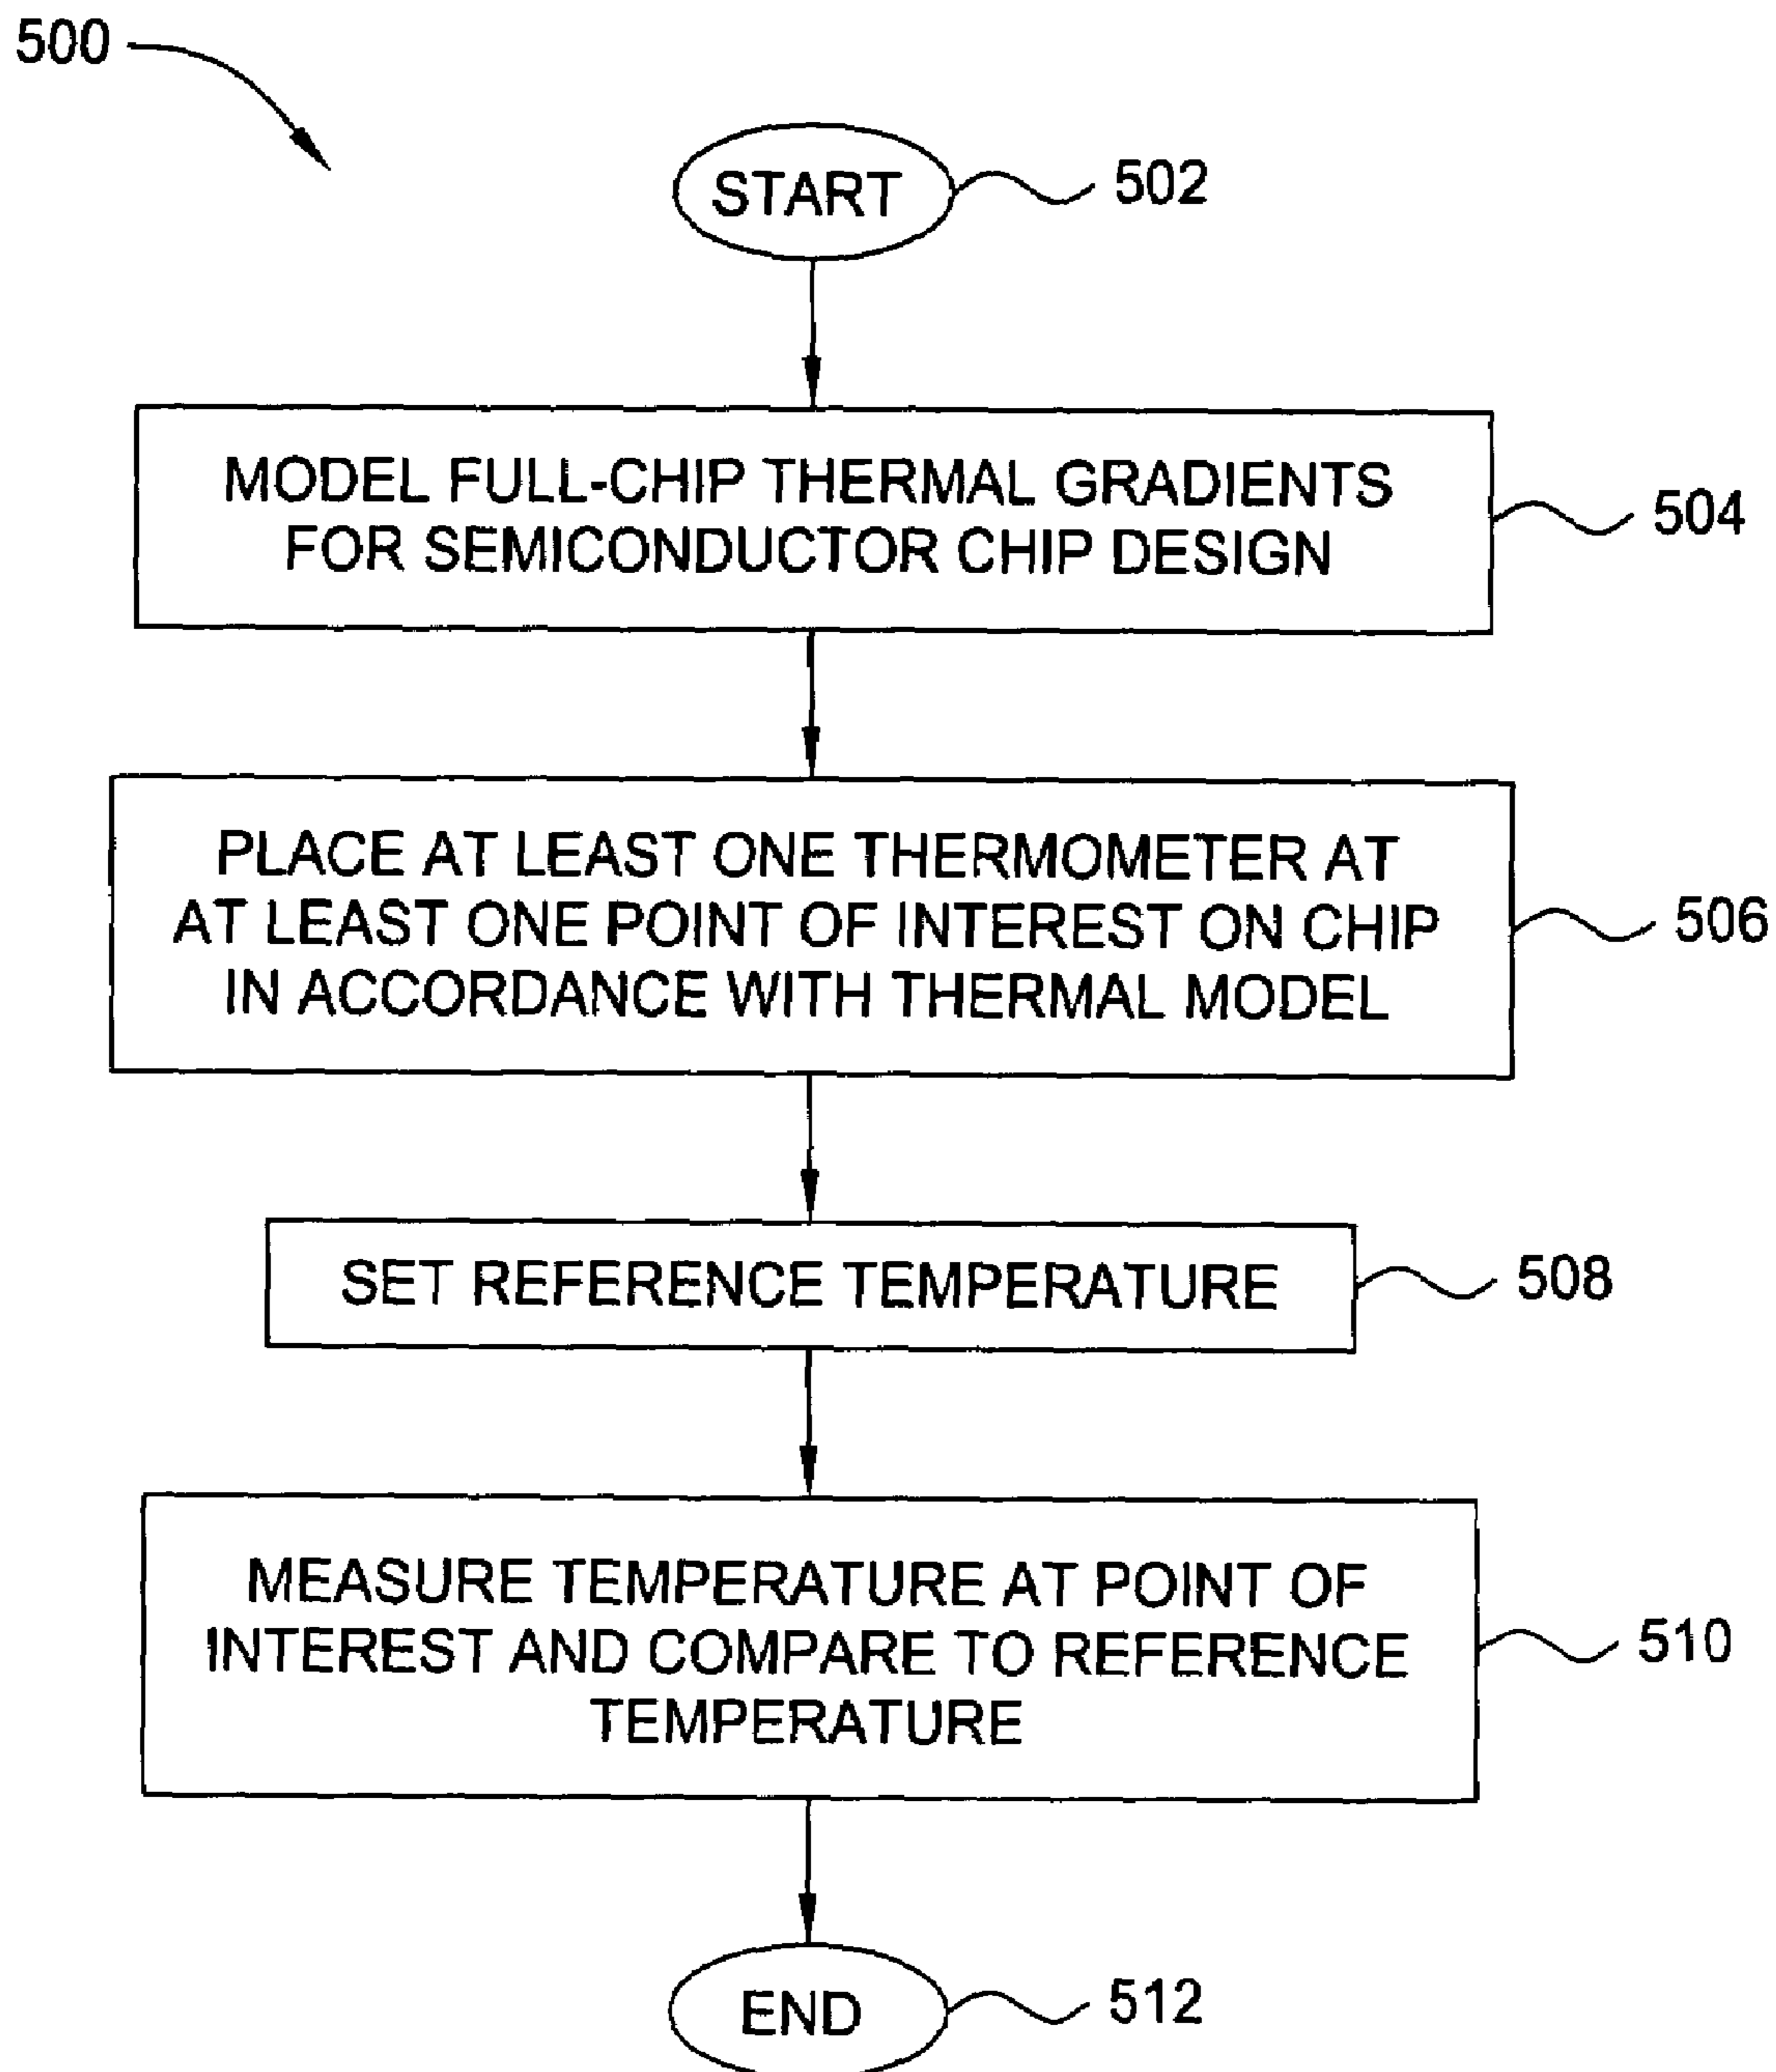 500
START
502
MODEL FULL-CHIP THERMAL GRADIENTS
FOR SEMICONDUCTOR CHIP DESIGN
504
PLACE AT LEAST ONE THERMOMETER AT
AT LEAST ONE POINT OF INTEREST ON CHIP
IN ACCORDANCE WITH THERMAL MODEL
506
SET REFERENCE TEMPERATURE
508
MEASURE TEMPERATURE AT POINT OF
INTEREST AND COMPARE TO REFERENCE
TEMPERATURE
510
END
512